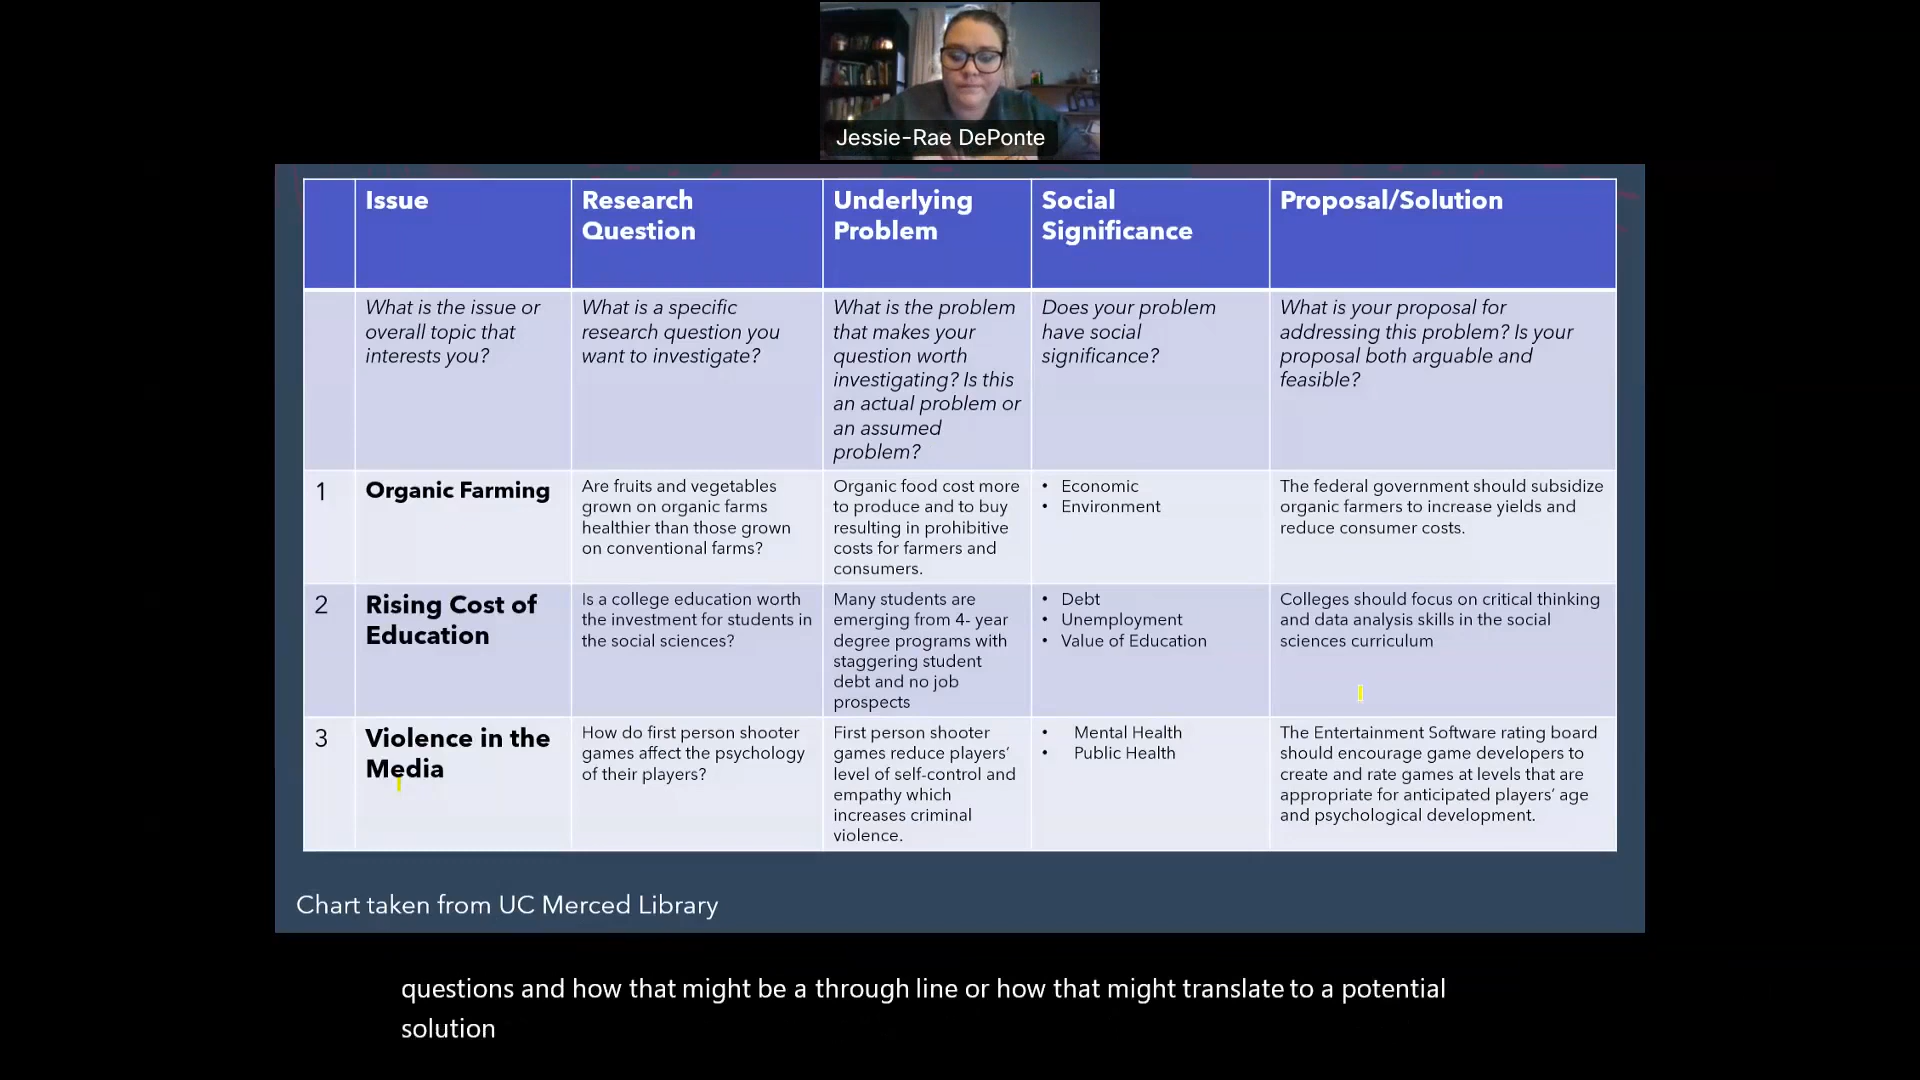 Jessie-Rae DePonte
Issue
Research
Question
Underlying
Problem
Social
Significance
Proposal/Solution
What is the issue or
overall topic that
interests you?
What is a specific
research question you
want to investigate?
What is the problem
that makes your
question worth
investigating? Is this
an actual problem or
an assumed
problem?
Does your problem
have social
significance?
What is your proposal for
addressing this problem? Is your
proposal both arguable and
feasible?
1
Organic Farming
Are fruits and vegetables
grown on organic farms
healthier than those grown
on conventional farms?
Organic food cost more
to produce and to buy
resulting in prohibitive
costs for farmers and
consumers.
• Economic
• Environment
The federal government should subsidize
organic farmers to increase yields and
reduce consumer costs.
2
Rising Cost of
Education
Is a college education worth
the investment for students in
the social sciences?
Many students are
emerging from 4- year
degree programs with
staggering student
debt and no job
prospects
• Debt
• Unemployment
• Value of Education
Colleges should focus on critical thinking
and data analysis skills in the social
sciences curriculum
3
Violence in the
Media
How do first person shooter
games affect the psychology
of their players?
First person shooter
games reduce players’
level of self-control and
empathy which
increases criminal
violence.
• Mental Health
• Public Health
The Entertainment Software rating board
should encourage game developers to
create and rate games at levels that are
appropriate for anticipated players’ age
and psychological development.
Chart taken from UC Merced Library
questions and how that might be a through line or how that might translate to a potential
solution